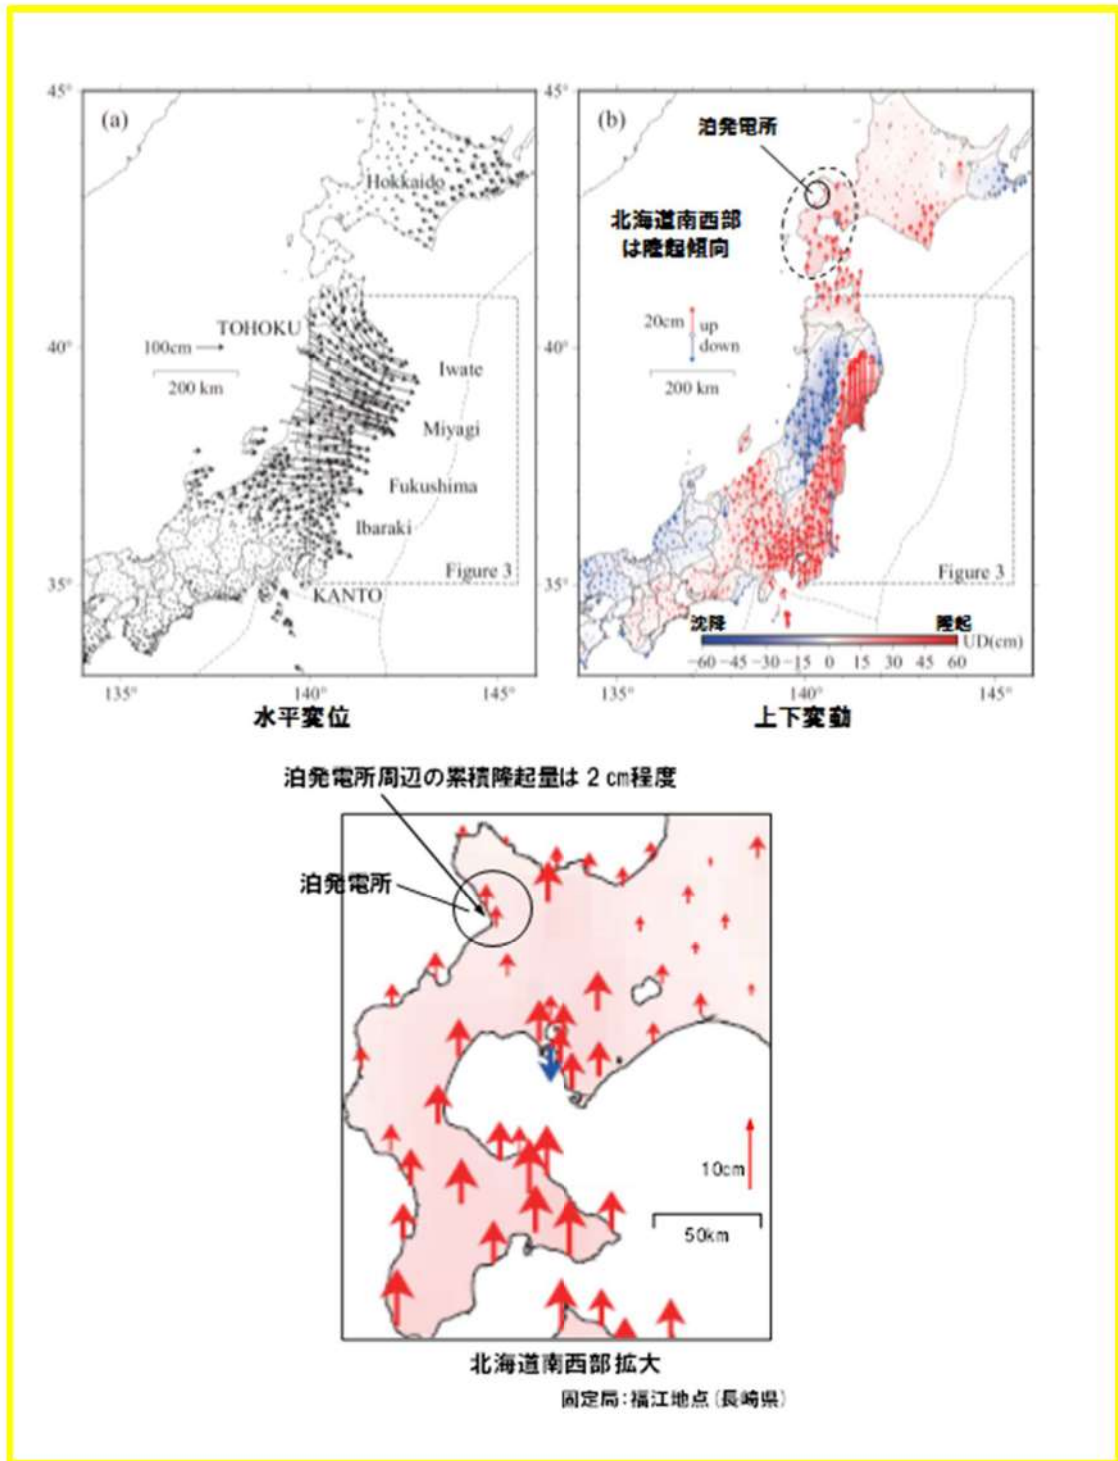 45°
(a)
Hokkaido
TOHOKU
40°
100cm
200 km
Iwate
Miyagi
Fukushima
Ibaraki
Figure 3
35°
KANTO
135°
140°
145°
水平変位
45°
(b)
泊発電所
北海道南西部
は隆起傾向
20cm
up
down
40°
200 km
Figure 3
35°
沈降
隆起
UD(cm)
-60 -45 -30 -15 0 15 30 45 60
135°
140°
145°
上下変動
泊発電所周辺の累積隆起量は2cm程度
泊発電所
10cm
50km
北海道南西部拡大
固定局:福江地点(長崎県)